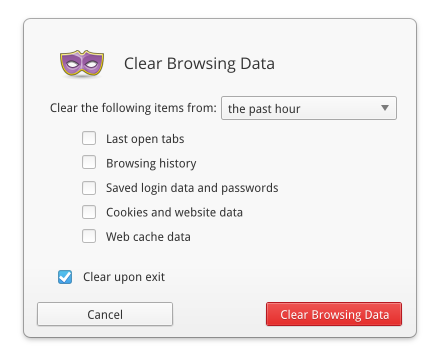 Clear Browsing Data
Clear the following items from: the past hour
Last open tabs
Browsing history
Saved login data and passwords
Cookies and website data
Web cache data
Clear upon exit
Cancel Clear Browsing Data